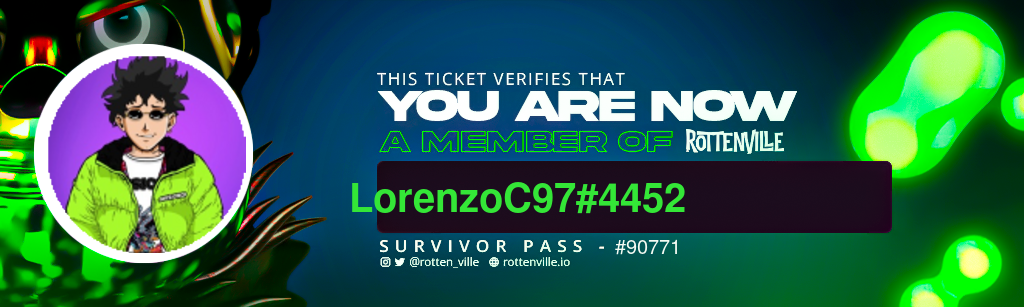 THIS TICKET VERIFIES THAT
YOU ARE NOW
A MEMBER OF ROTTENVILLE
LorenzoC97#4452
SURVIVOR PASS - #90771
@rotten_ville rottenville.io